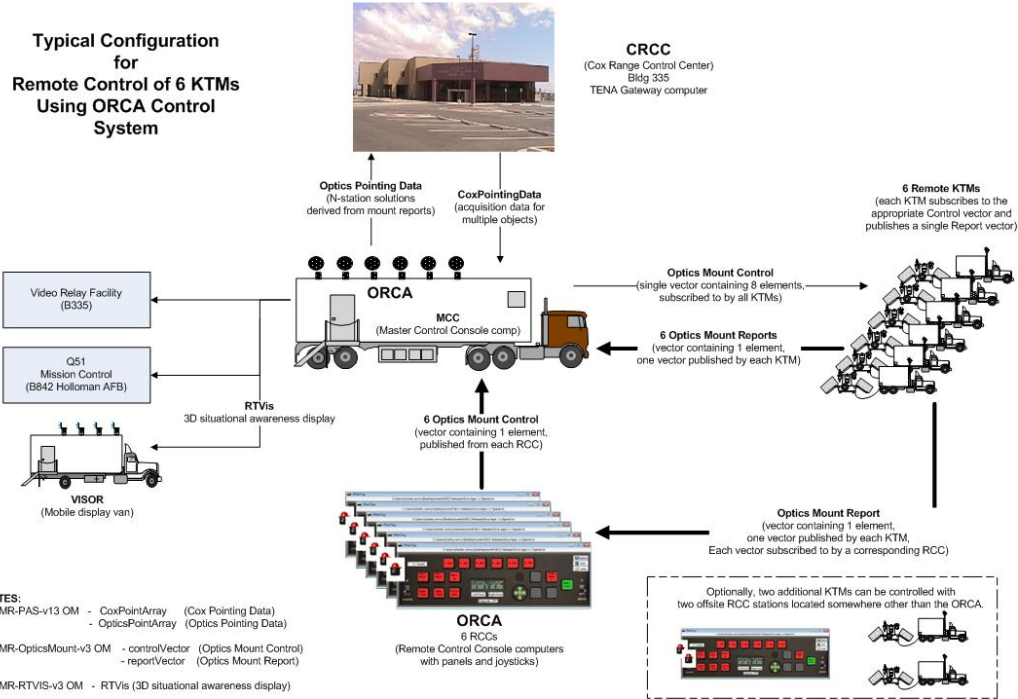 Typical Configuration
for
Remote Control of 6 KTMs
Using ORCA Control
System
CRCC
(Cox Range Control Center)
Bldg 335
TENA Gateway computer
Optics Pointing Data
(N-station solutions
derived from mount reports)
CoxPointingData
(acquisition data for
multiple objects)
6 Remote KTMs
(each KTM subscribes to the
appropriate Control vector and
publishes a single Report vector)
Video Relay Facility
(B335)
ORCA
MCC
(Master Control Console comp)
Optics Mount Control
(single vector containing 8 elements,
subscribed to by all KTMs)
6 Optics Mount Reports
(vector containing 1 element,
one vector published by each KTM)
Q51
Mission Control
(B842 Holloman AFB)
RTVis
3D situational awareness display
6 Optics Mount Control
(vector containing 1 element,
published from each RCC)
VISOR
(Mobile display van)
Optics Mount Report
(vector containing 1 element,
one vector published by each KTM,
Each vector subscribed to by a corresponding RCC)
ORCA
6 RCCs
(Remote Control Console computers
with panels and joysticks)
Optionally, two additional KTMs can be controlled with
two offsite RCC stations located somewhere other than the ORCA.
TES:
MR-PAS-v13 OM - CoxPointArray (Cox Pointing Data)
- OpticsPointArray (Optics Pointing Data)
MR-OpticsMount-v3 OM - controlVector (Optics Mount Control)
- reportVector (Optics Mount Report)
MR-RTVIS-v3 OM - RTVis (3D situational awareness display)